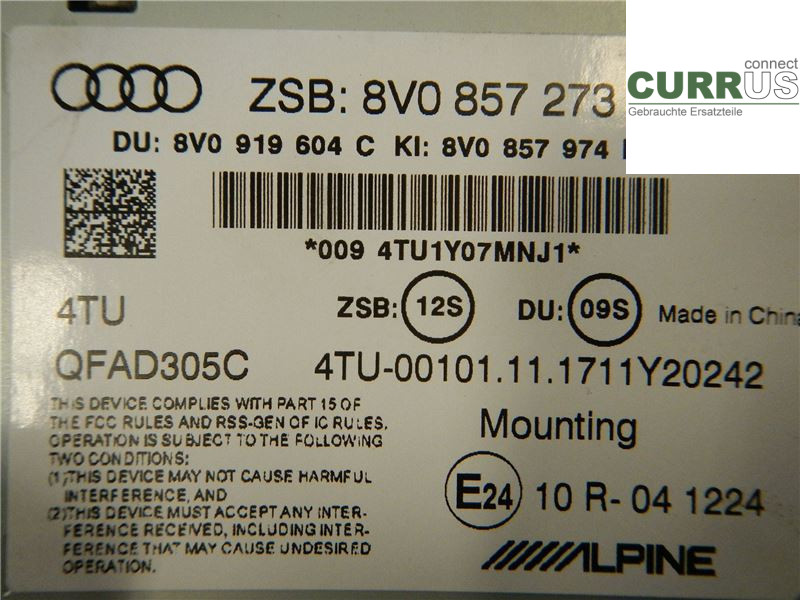 connect
CURRUS
Gebrauchte Ersatzteile
ZSB: 8V0 857 273
DU: 8V0 919 604 C KI: 8V0 857 974
*009 4TU1Y07MNJ1*
4TU ZSB: 12S DU: 09S Made in China
QFAD305C 4TU-00101.11.1711Y20242
THIS DEVICE COMPLIES WITH PART 15 OF
THE FCC RULES AND RSS-GEN OF IC RULES.
OPERATION IS SUBJECT TO THE FOLLOWING
TWO CONDITIONS:
(1)THIS DEVICE MAY NOT CAUSE HARMFUL
INTERFERENCE, AND
(2)THIS DEVICE MUST ACCEPT ANY INTER-
FERENCE RECEIVED, INCLUDING INTER-
FERENCE THAT MAY CAUSE UNDESIRED
OPERATION.
Mounting
E24 10 R- 04 1224
ALPINE